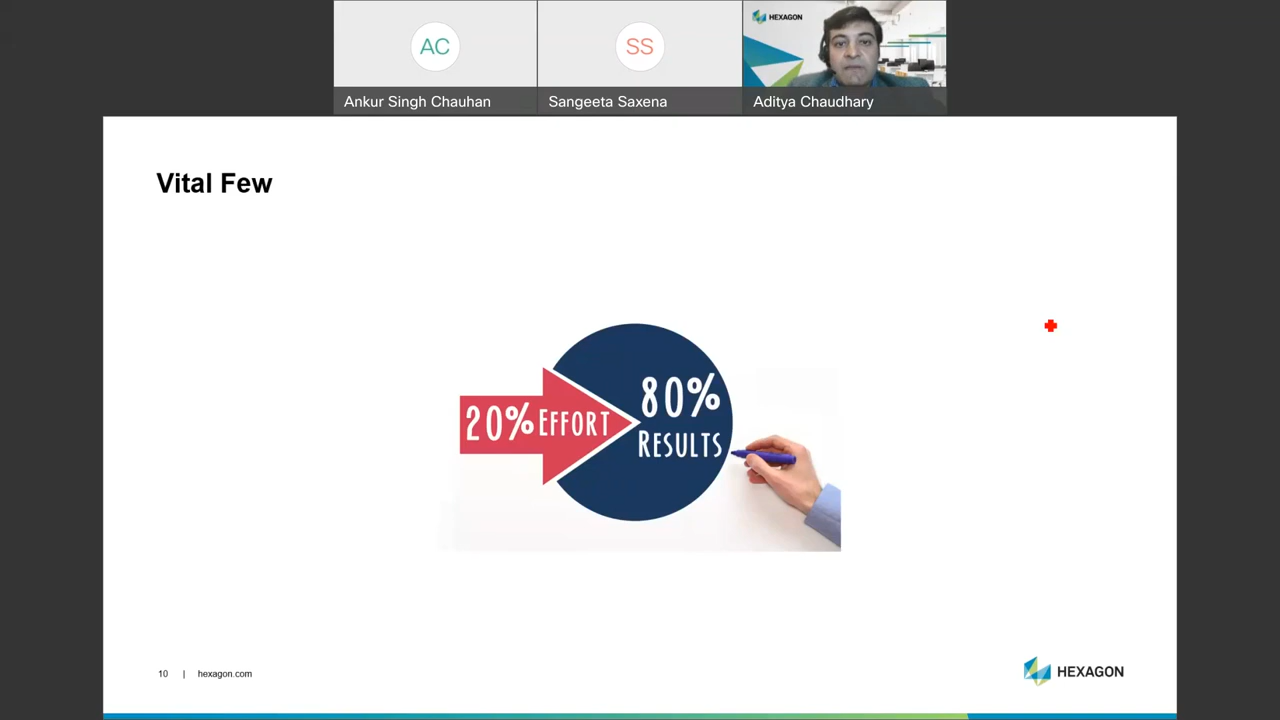 HEXAGON
AC
SS
Ankur Singh Chauhan
Sangeeta Saxena
Aditya Chaudhary
Vital Few
20% EFFORT
80%
RESULTS
10 | hexagon.com
HEXAGON